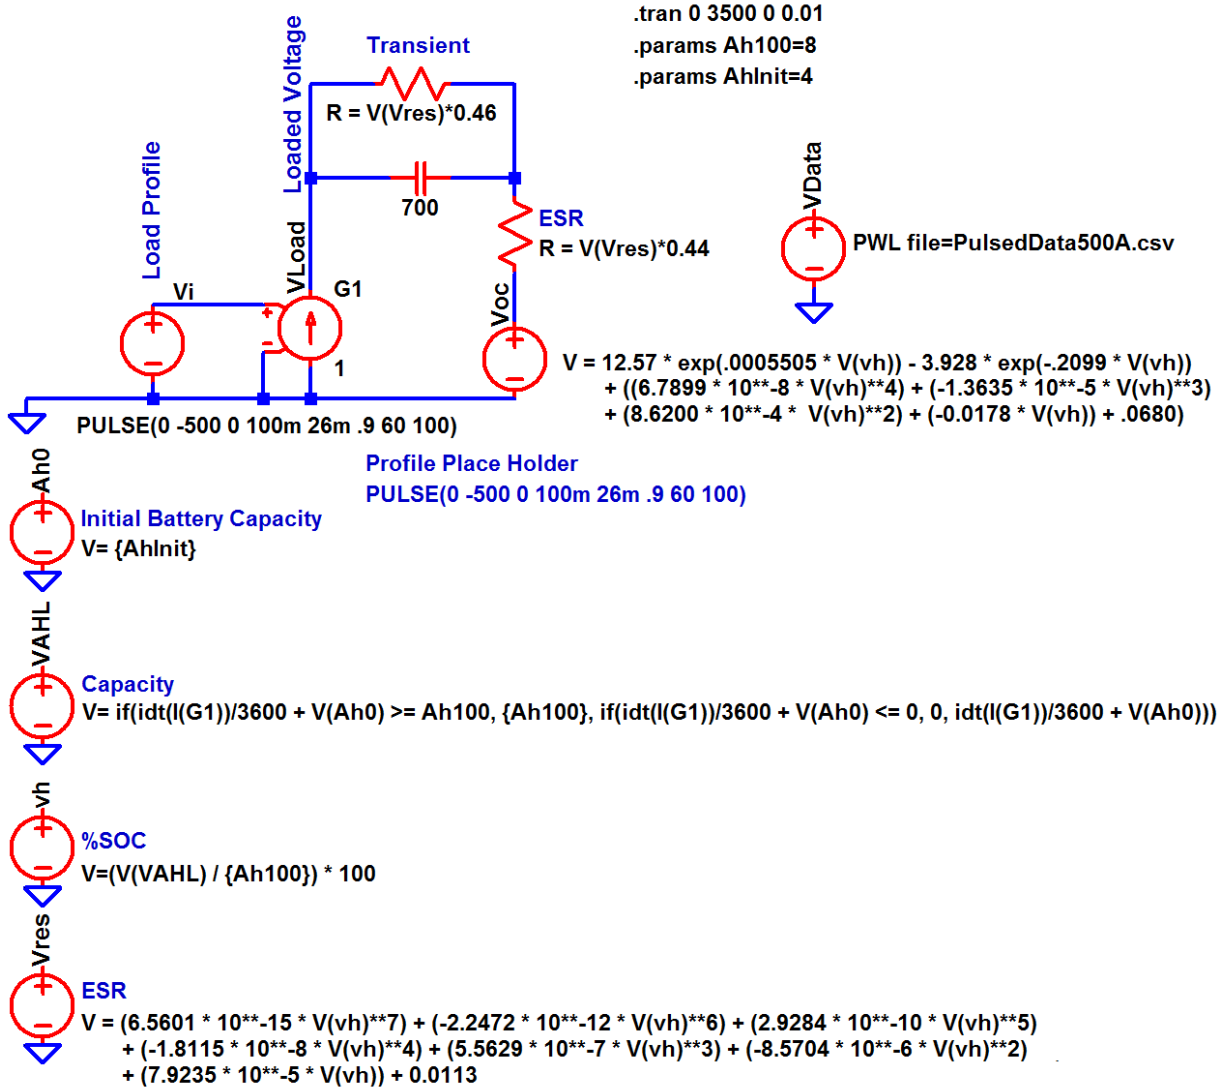 .tran 0 3500 0 0.01
.params Ah100=8
.params AhInit=4
Transient
R = V(Vres)*0.46
Loaded Voltage
Load Profile
700
ESR
R = V(Vres)*0.44
VData
PWL file=PulsedData500A.csv
VLoad
Vi
G1
1
Voc
V = 12.57 * exp(.0005505 * V(vh)) - 3.928 * exp(-.2099 * V(vh))
+ ((6.7899 * 10**-8 * V(vh)**4) + (-1.3635 * 10**-5 * V(vh)**3)
+ (8.6200 * 10**-4 *  V(vh)**2) + (-0.0178 * V(vh)) + .0680)
PULSE(0 -500 0 100m 26m .9 60 100)
Profile Place Holder
PULSE(0 -500 0 100m 26m .9 60 100)
Ah0
Initial Battery Capacity
V= {AhInit}
VAHL
Capacity
V= if(idt(I(G1))/3600 + V(Ah0) >= Ah100, {Ah100}, if(idt(I(G1))/3600 + V(Ah0) <= 0, 0, idt(I(G1))/3600 + V(Ah0)))
vh
%SOC
V=(V(VAHL) / {Ah100}) * 100
Vres
ESR
V = (6.5601 * 10**-15 * V(vh)**7) + (-2.2472 * 10**-12 * V(vh)**6) + (2.9284 * 10**-10 * V(vh)**5)
+ (-1.8115 * 10**-8 * V(vh)**4) + (5.5629 * 10**-7 * V(vh)**3) + (-8.5704 * 10**-6 * V(vh)**2)
+ (7.9235 * 10**-5 * V(vh)) + 0.0113